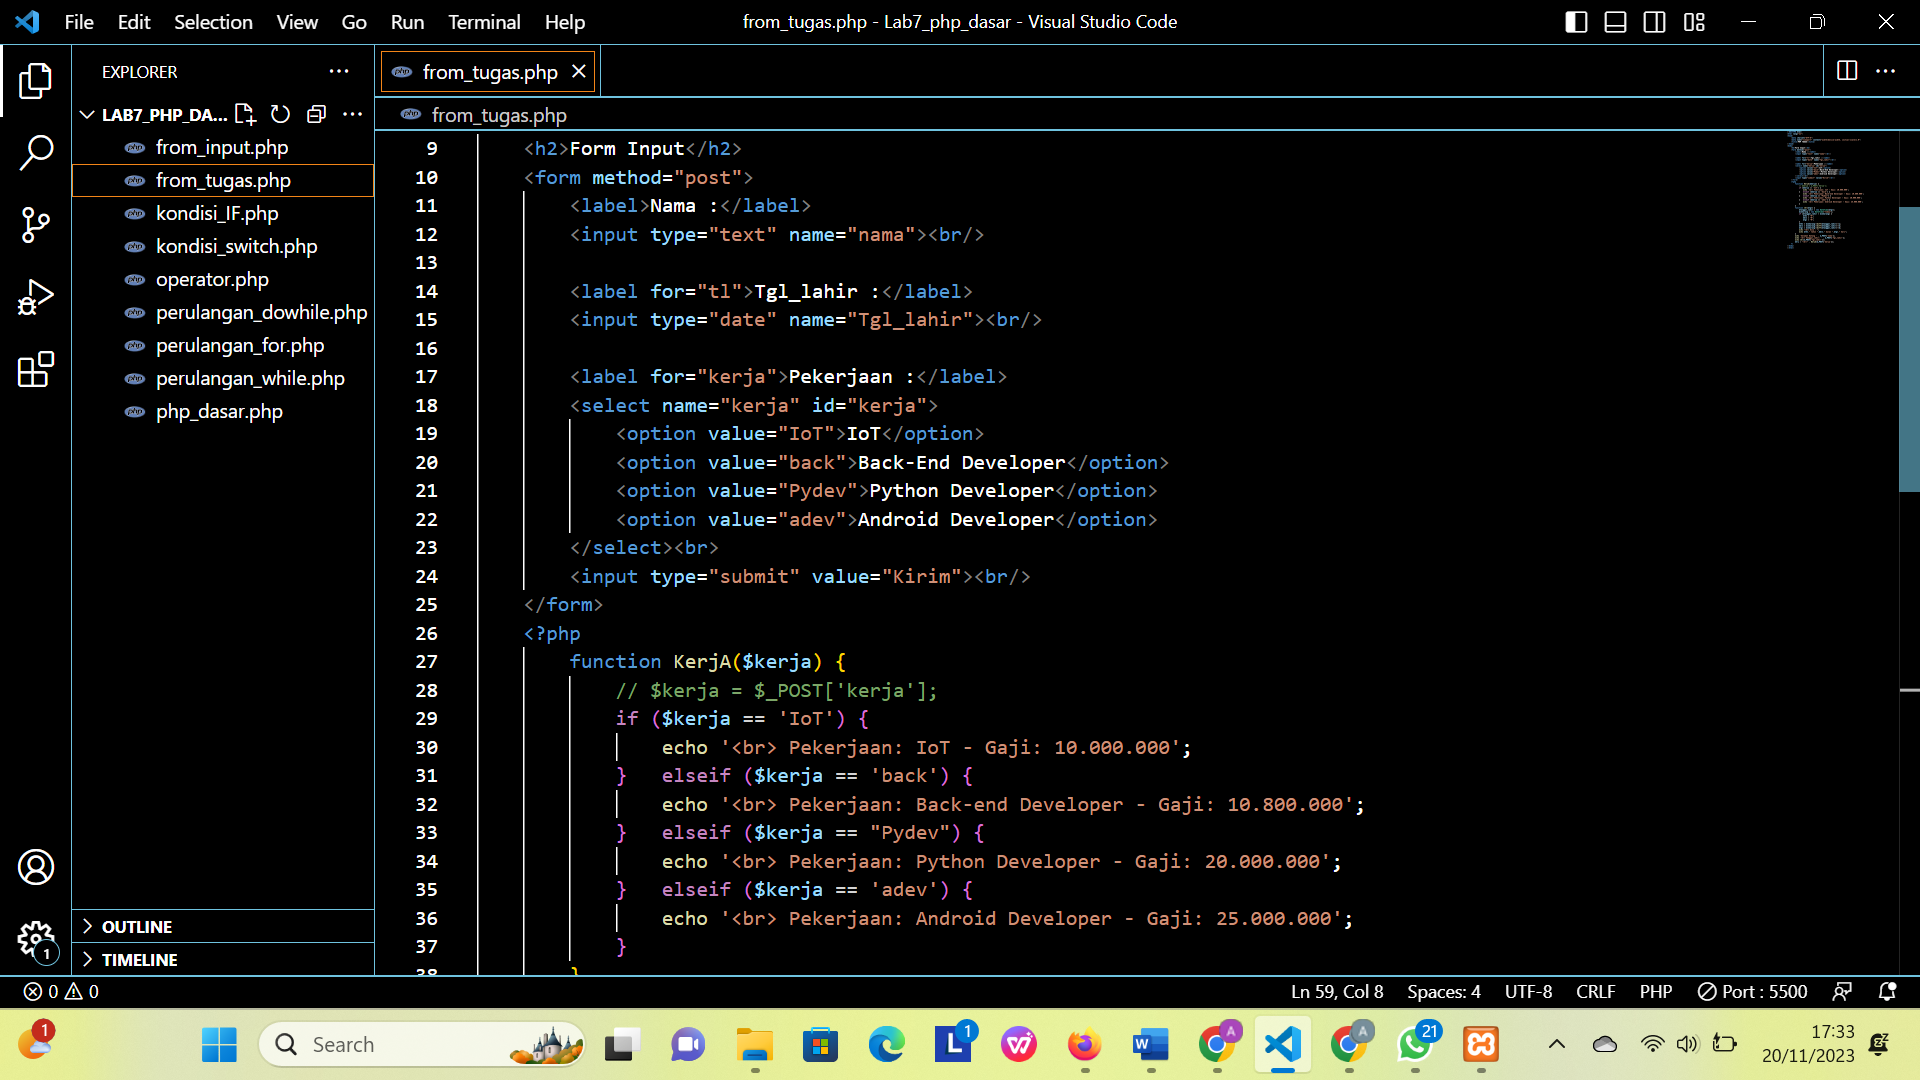 File Edit Selection View Go Run Terminal Help
from_tugas.php - Lab7_php_dasar - Visual Studio Code
EXPLORER
LAB7_PHP_DA...
from_input.php
from_tugas.php
kondisi_IF.php
kondisi_switch.php
operator.php
perulangan_dowhile.php
perulangan_for.php
perulangan_while.php
php_dasar.php
OUTLINE
TIMELINE
1
php from_tugas.php
php from_tugas.php
9 <h2>Form Input</h2>
10 <form method="post">
11 <label>Nama :</label>
12 <input type="text" name="nama"><br/>
13
14 <label for="tl">Tgl_lahir :</label>
15 <input type="date" name="Tgl_lahir"><br/>
16
17 <label for="kerja">Pekerjaan :</label>
18 <select name="kerja" id="kerja">
19 <option value="IoT">IoT</option>
20 <option value="back">Back-End Developer</option>
21 <option value="Pydev">Python Developer</option>
22 <option value="adev">Android Developer</option>
23 </select><br>
24 <input type="submit" value="Kirim"><br/>
25 </form>
26 <?php
27 function KerjA($kerja) {
28 // $kerja = $_POST['kerja'];
29 if ($kerja == 'IoT') {
30 echo '<br> Pekerjaan: IoT - Gaji: 10.000.000';
31 } elseif ($kerja == 'back') {
32 echo '<br> Pekerjaan: Back-end Developer - Gaji: 10.800.000';
33 } elseif ($kerja == "Pydev") {
34 echo '<br> Pekerjaan: Python Developer - Gaji: 20.000.000';
35 } elseif ($kerja == 'adev') {
36 echo '<br> Pekerjaan: Android Developer - Gaji: 25.000.000';
37 }
38 }
0 0
Ln 59, Col 8 Spaces: 4 UTF-8 CRLF PHP Port : 5500
1
Search
1
A
A
21
17:33
20/11/2023